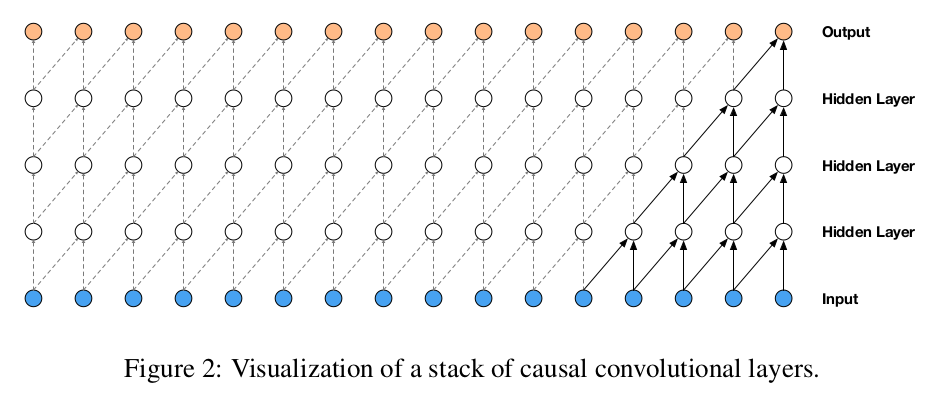 Output
Hidden Layer
Hidden Layer
Hidden Layer
Input
Figure 2: Visualization of a stack of causal convolutional layers.